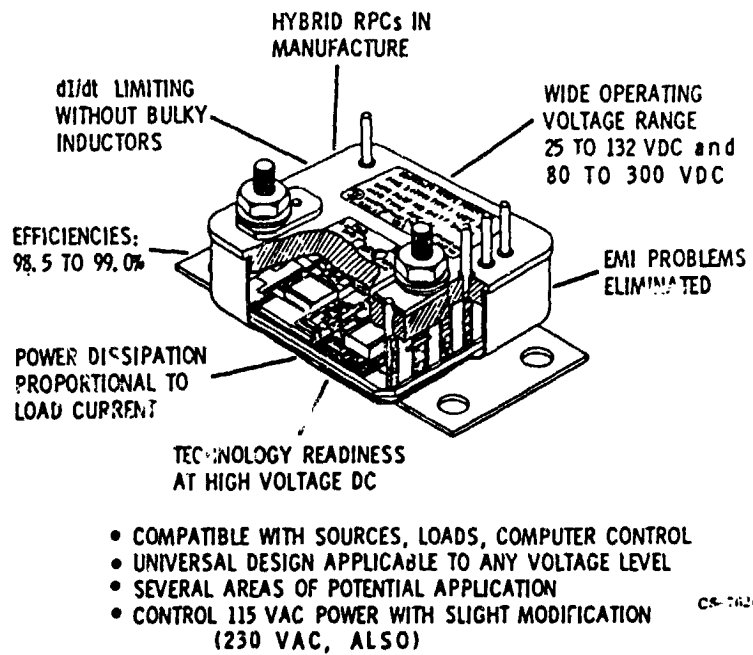 HYBRID RPCs IN
MANUFACTURE
dI/dt LIMITING
WITHOUT BULKY
INDUCTORS
WIDE OPERATING
VOLTAGE RANGE
25 TO 132 VDC and
80 TO 300 VDC
EFFICIENCIES:
98.5 TO 99.0%
EMI PROBLEMS
ELIMINATED
POWER DISSIPATION
PROPORTIONAL TO
LOAD CURRENT
TECHNOLOGY READINESS
AT HIGH VOLTAGE DC
• COMPATIBLE WITH SOURCES, LOADS, COMPUTER CONTROL
• UNIVERSAL DESIGN APPLICABLE TO ANY VOLTAGE LEVEL
• SEVERAL AREAS OF POTENTIAL APPLICATION
• CONTROL 115 VAC POWER WITH SLIGHT MODIFICATION
(230 VAC, ALSO)